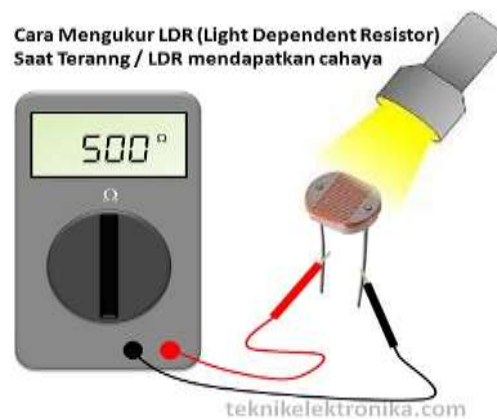 Cara Mengukur LDR (Light Dependent Resistor)
Saat Teranng / LDR mendapatkan cahaya
500 Ω
Ω
teknikelektronika.com